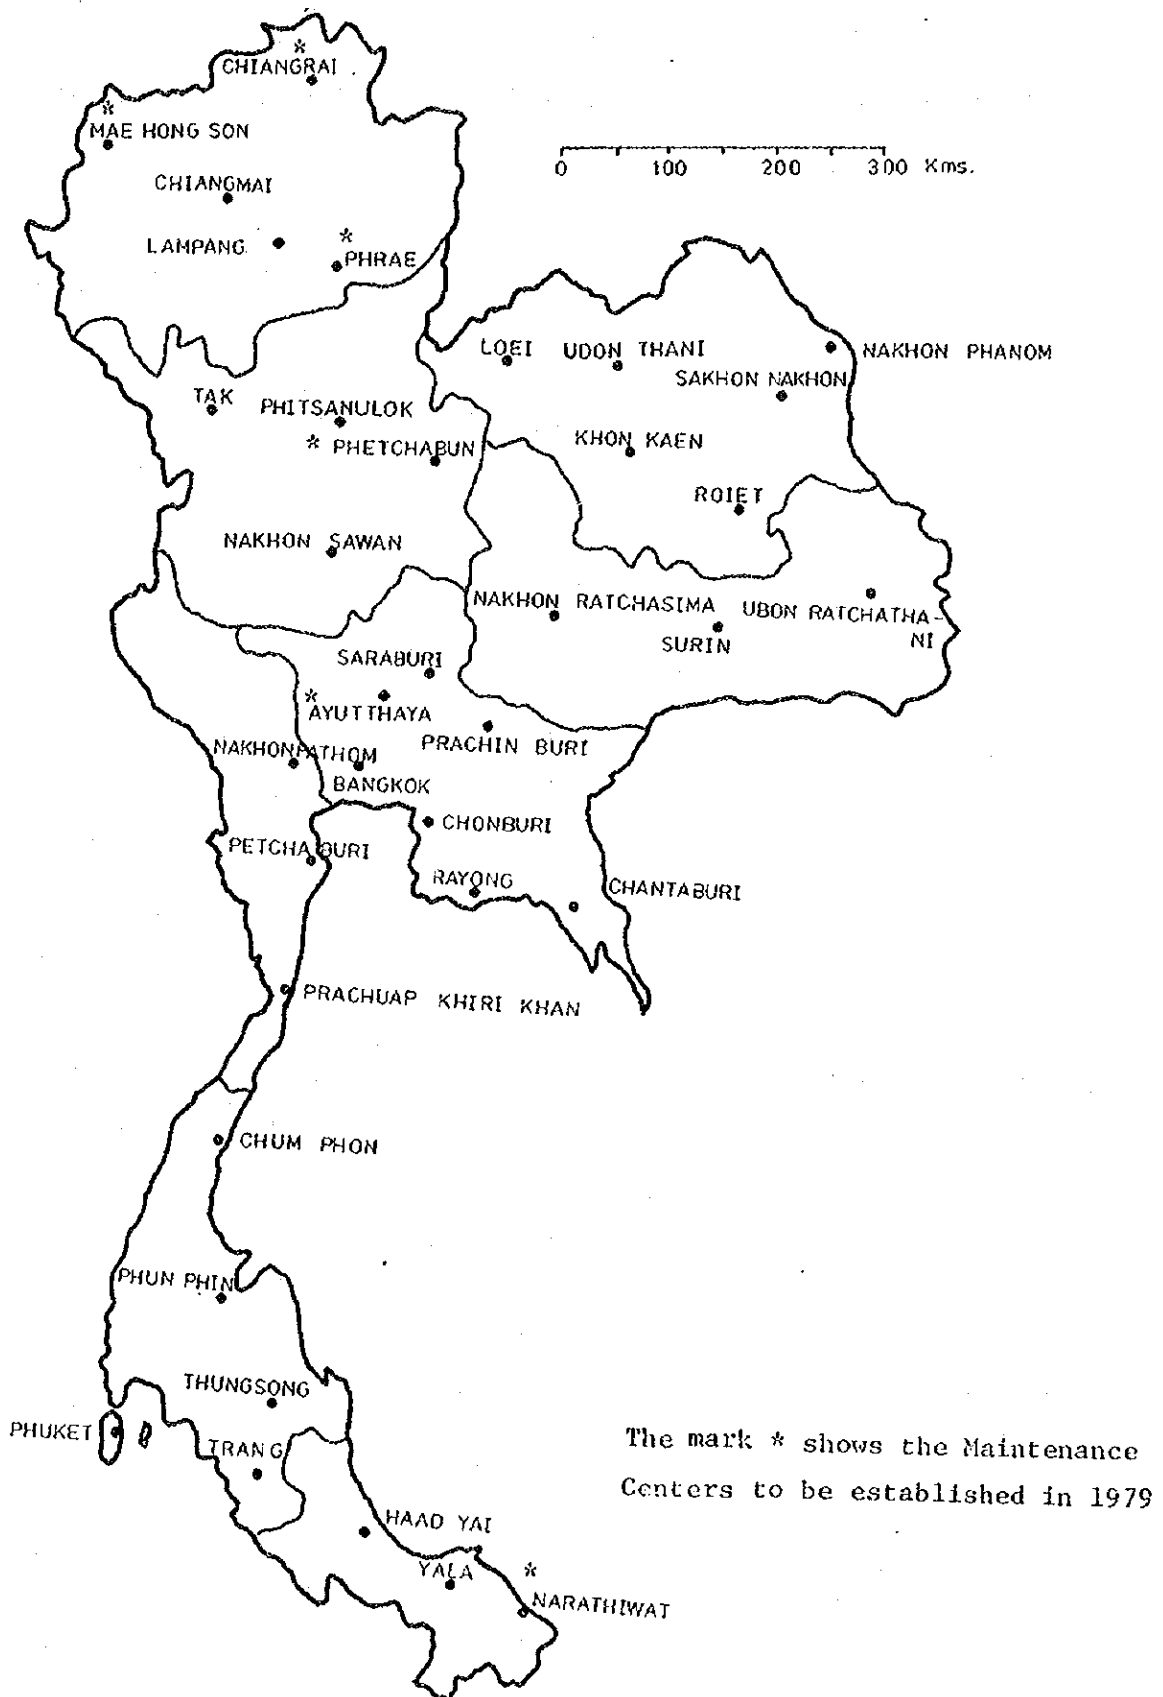 *
CHIANGRAI
*
MAE HONG SON
0 100 200 300 Kms.
CHIANGMAI
LAMPANG
*
PHRAE
LOEI
UDON THANI
NAKHON PHANOM
SAKHON NAKHON
TAK
PHITSANULOK
* PHETCHABUN
KHON KAEN
ROIET
NAKHON SAWAN
NAKHON RATCHASIMA
UBON RATCHATHA-
NI
SURIN
SARABURI
*
AYUTTHAYA
PRACHIN BURI
NAKHONPATHOM
BANGKOK
CHONBURI
PETCHABURI
RAYONG
CHANTABURI
PRACHUAP KHIRI KHAN
CHUM PHON
PHUN PHIN
THUNGSONG
PHUKET
TRANG
The mark * shows the Maintenance
Centers to be established in 1979
HAAD YAI
YALA
*
NARATHIWAT